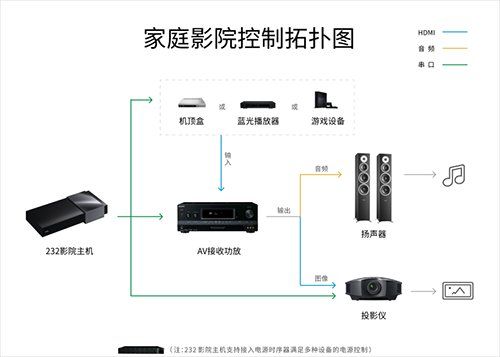 家庭影院控制拓扑图
HDMI
音 频
串 口
机顶盒
或
蓝光播放器
或
游戏设备
输入
音频
232影院主机
AV接收功放
输出
扬声器
图像
投影仪
(注:232 影院主机支持接入电源时序器满足多种设备的电源控制)